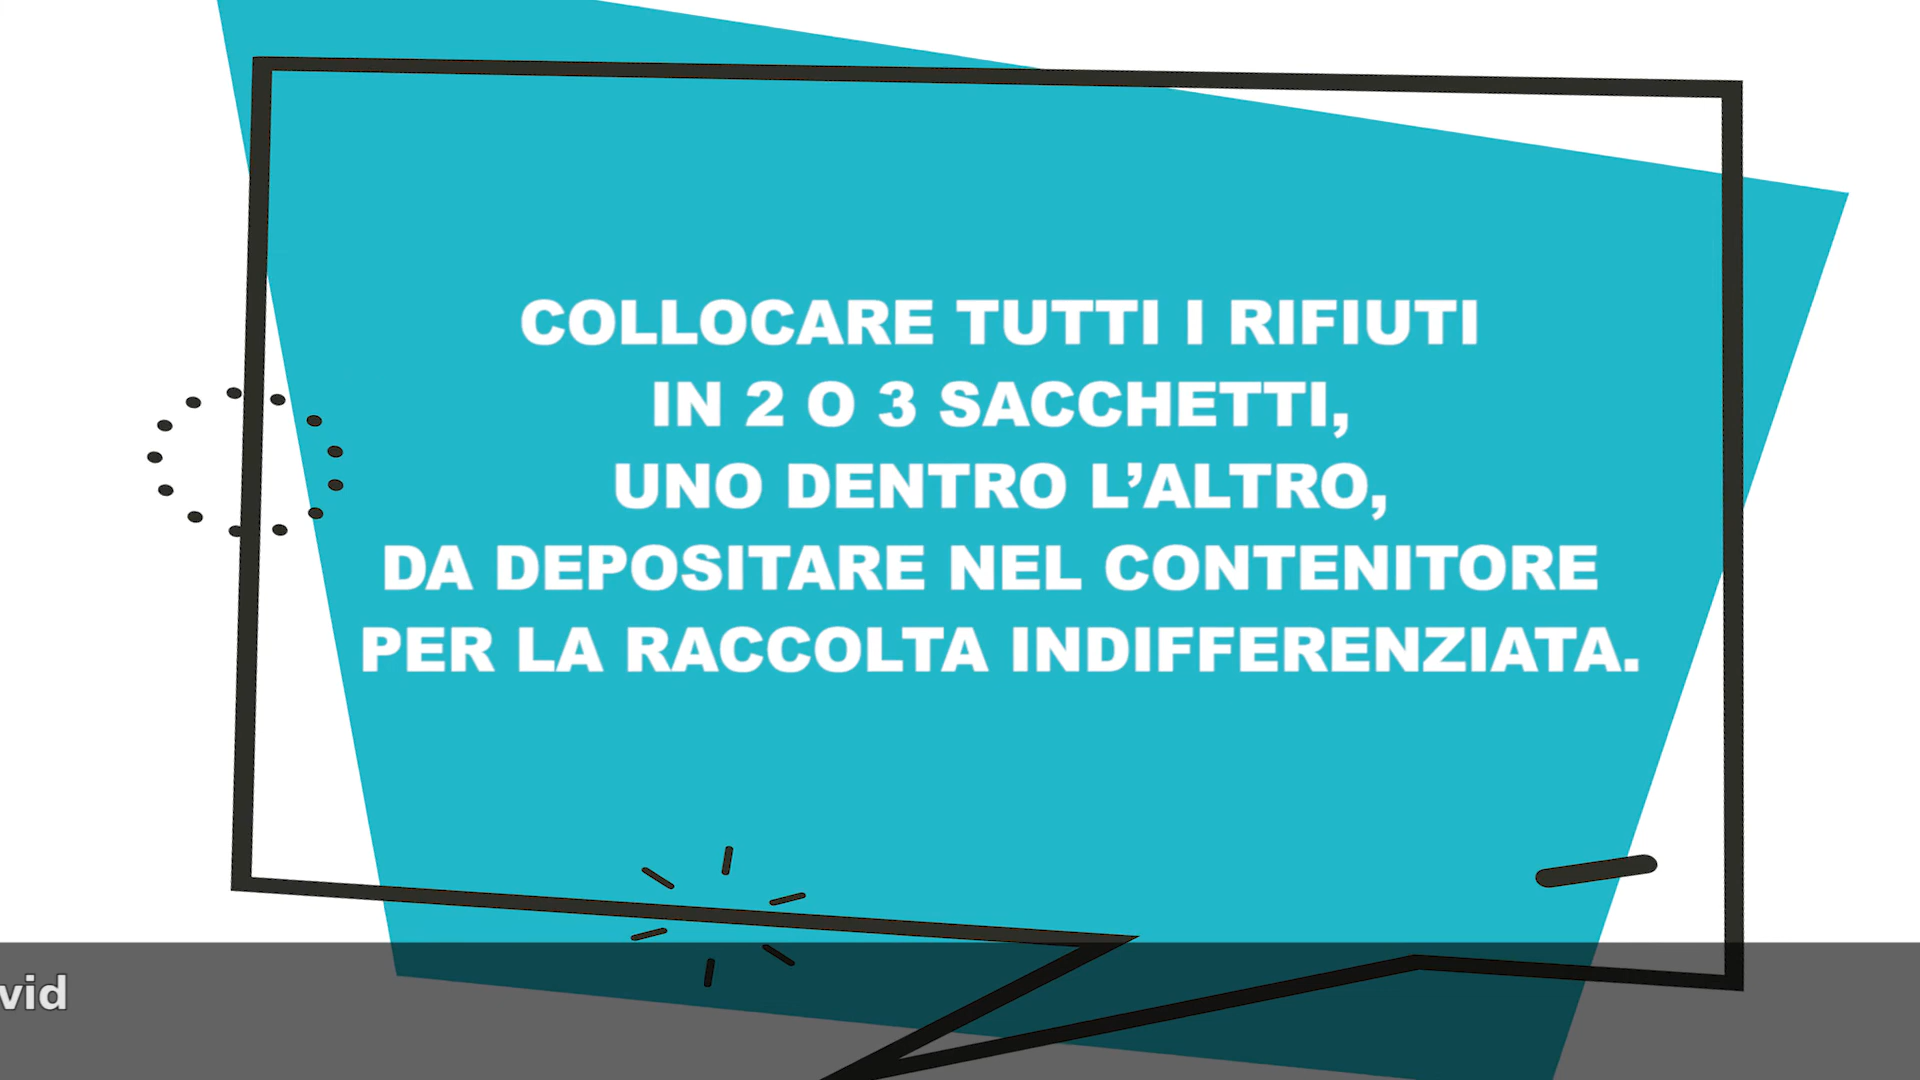 COLLOCARE TUTTI I RIFIUTI
IN 2 O 3 SACCHETTI,
UNO DENTRO L’ALTRO,
DA DEPOSITARE NEL CONTENITORE
PER LA RACCOLTA INDIFFERENZIATA.
vid